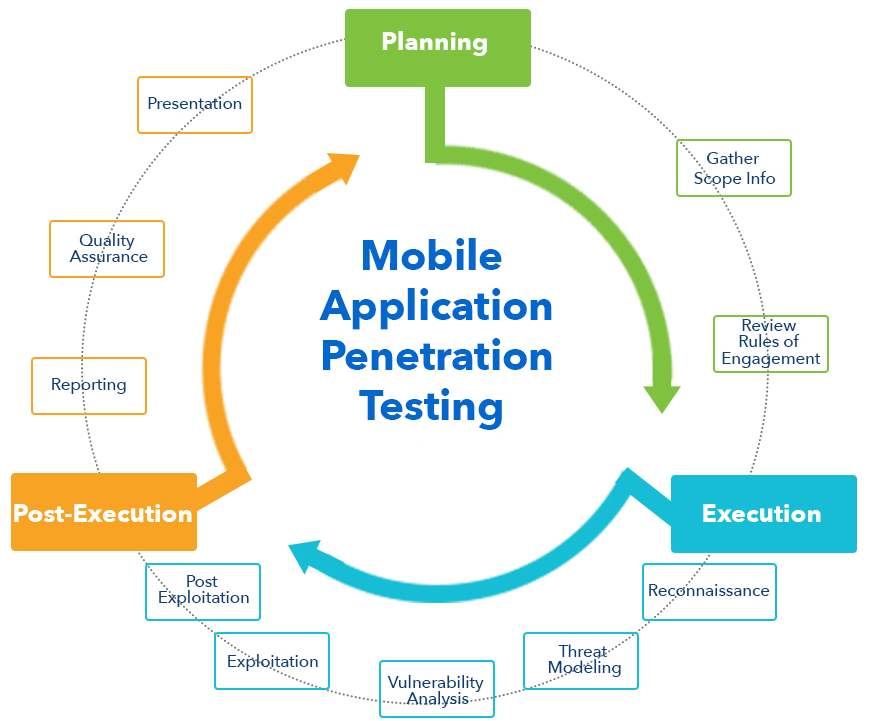 Planning
Gather
Scope Info
Review
Rules of
Engagement
Execution
Reconnaissance
Threat
Modeling
Vulnerability
Analysis
Exploitation
Post
Exploitation
Post-Execution
Reporting
Quality
Assurance
Presentation
Mobile
Application
Penetration
Testing